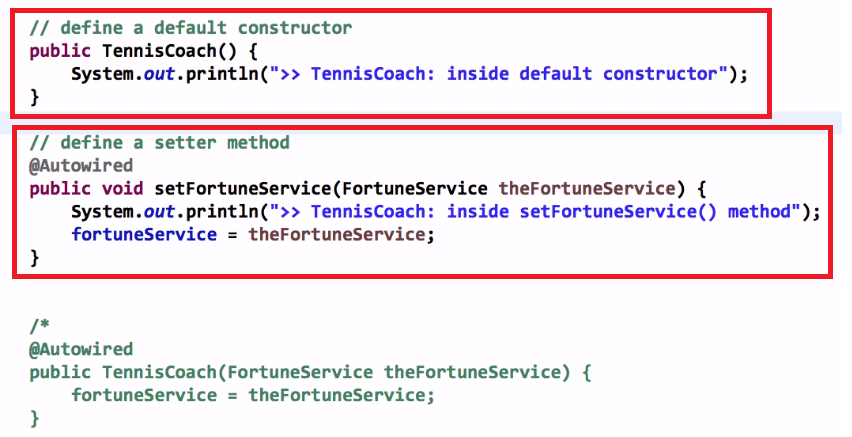 // define a default constructor
public TennisCoach() {
    System.out.println(">> TennisCoach: inside default constructor");
}
// define a setter method
@Autowired
public void setFortuneService(FortuneService theFortuneService) {
    System.out.println(">> TennisCoach: inside setFortuneService() method");
    fortuneService = theFortuneService;
}
/*
@Autowired
public TennisCoach(FortuneService theFortuneService) {
    fortuneService = theFortuneService;
}